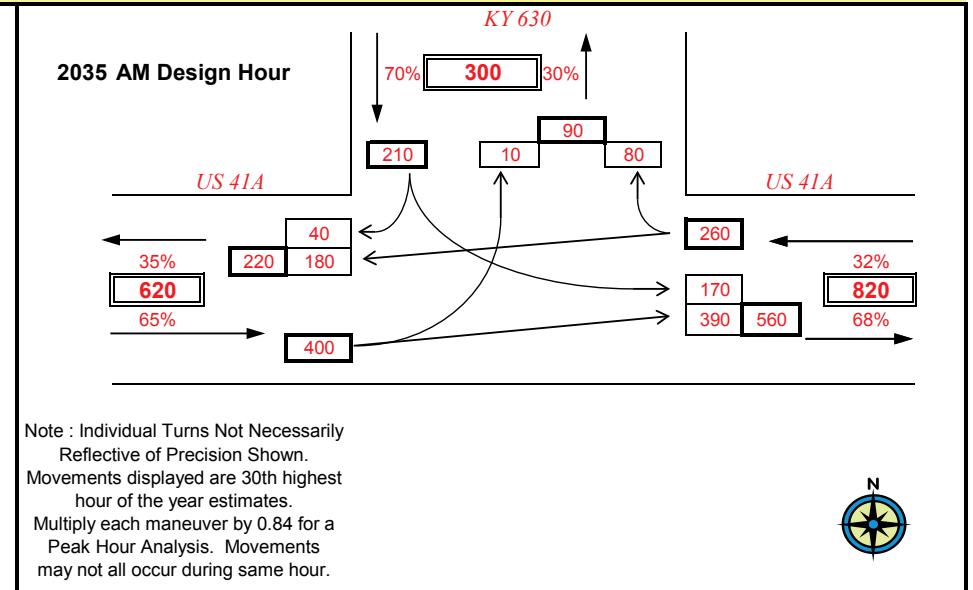 KY 630
2035 AM Design Hour
70% 300 30%
90
210 10 80
US 41A US 41A
40 260
35% 220 180 32%
620 170 820
65% 390 560 68%
400
Note : Individual Turns Not Necessarily
Reflective of Precision Shown.
Movements displayed are 30th highest
hour of the year estimates.
Multiply each maneuver by 0.84 for a
Peak Hour Analysis. Movements
may not all occur during same hour.
N